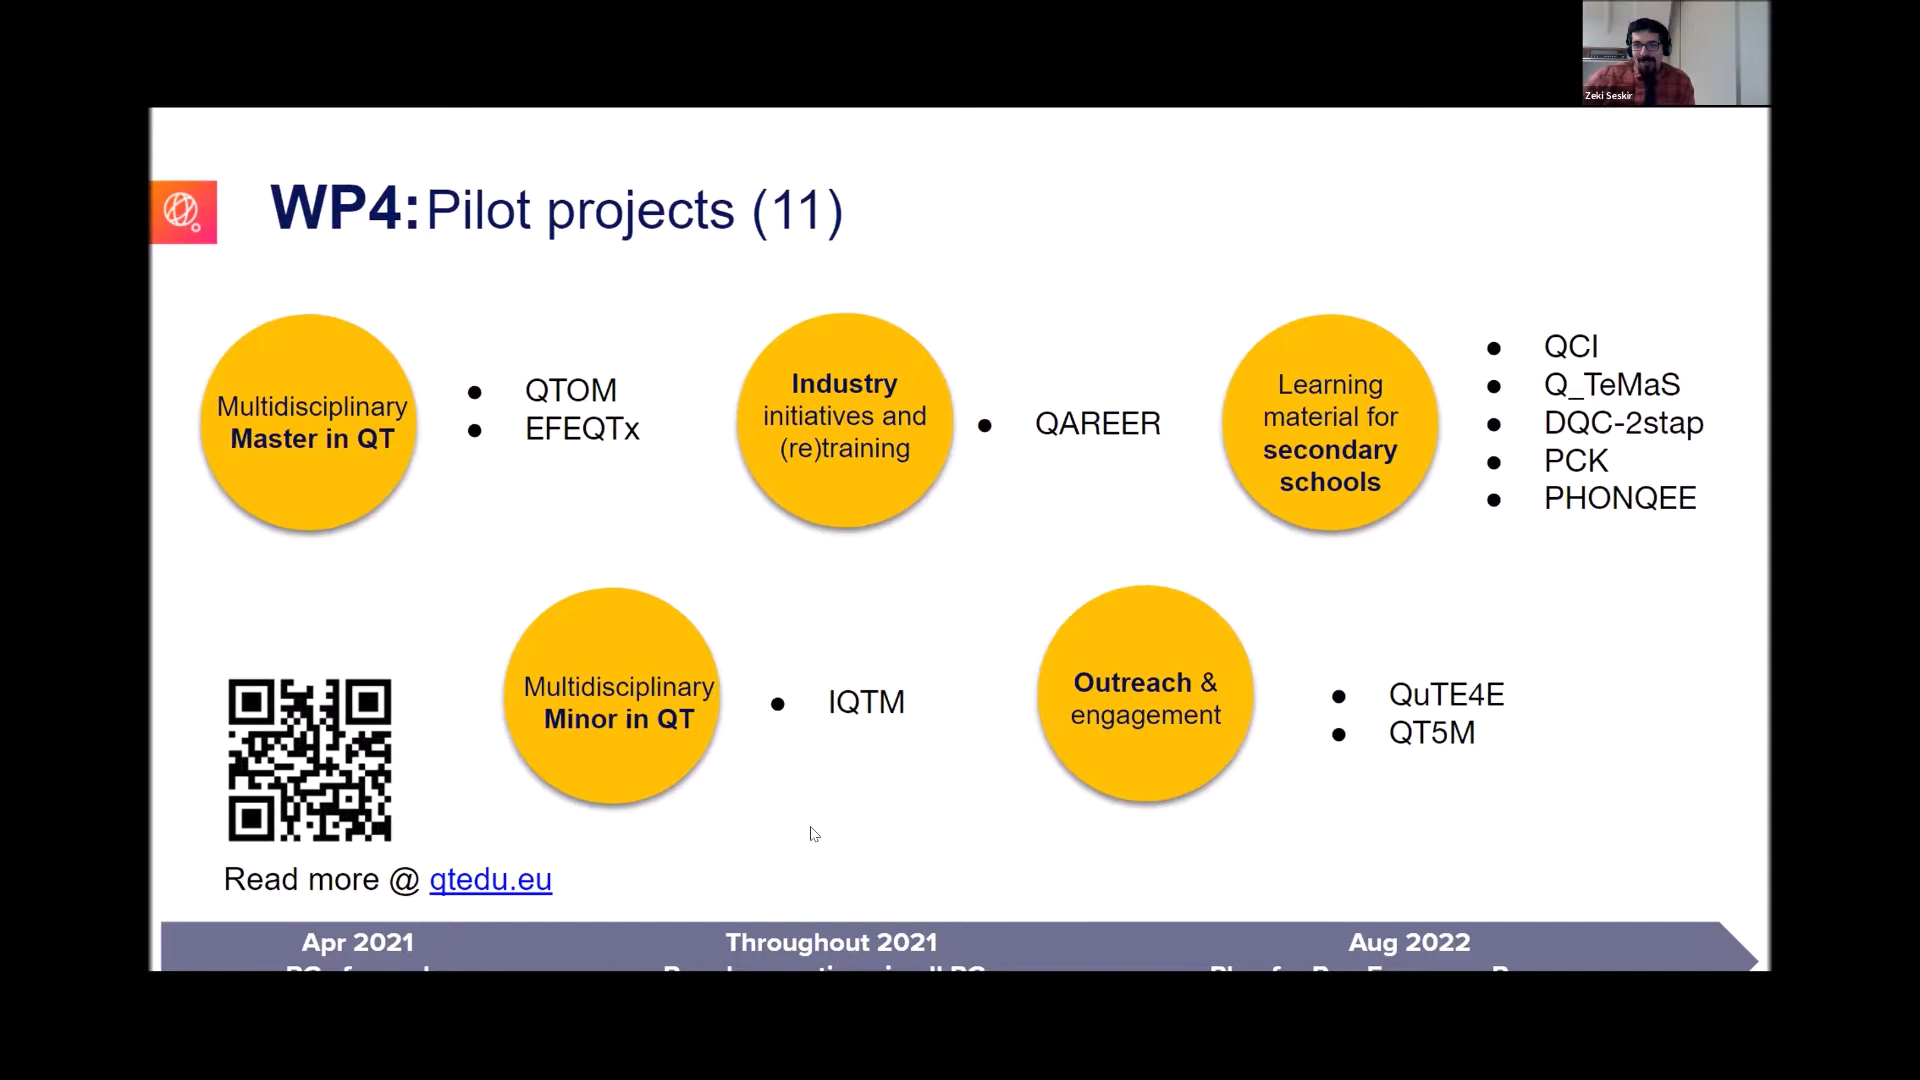 Zeki Seskir
WP4: Pilot projects (11)
Multidisciplinary
Master in QT
● QTOM
● EFEQTx
Industry
initiatives and
(re)training
● QAREER
Learning
material for
secondary
schools
● QCI
● Q_TeMaS
● DQC-2stap
● PCK
● PHONQEE
Multidisciplinary
Minor in QT
● IQTM
Outreach &
engagement
● QuTE4E
● QT5M
Read more @ qtedu.eu
Apr 2021
Throughout 2021
Aug 2022